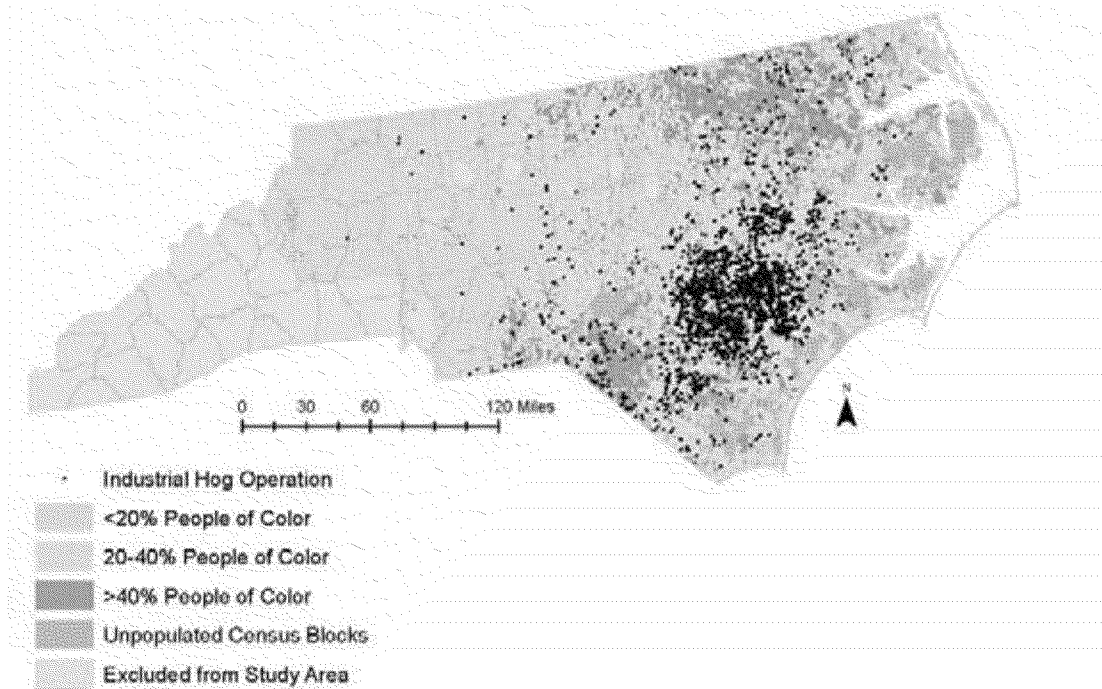 N
0 30 60 120 Miles
Industrial Hog Operation
<20% People of Color
20-40% People of Color
>40% People of Color
Unpopulated Census Blocks
Excluded from Study Area